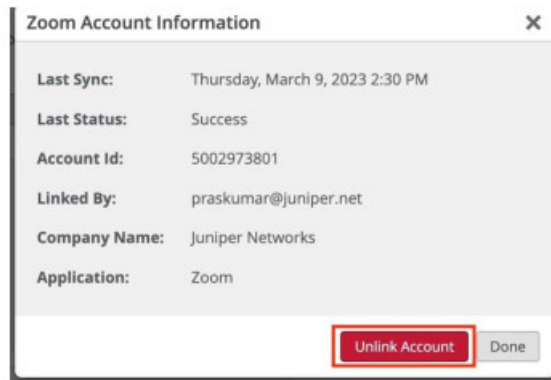 Zoom Account Information
Last Sync: Thursday, March 9, 2023 2:30 PM
Last Status: Success
Account Id: 5002973801
Linked By: praskumar@juniper.net
Company Name: Juniper Networks
Application: Zoom
Unlink Account Done